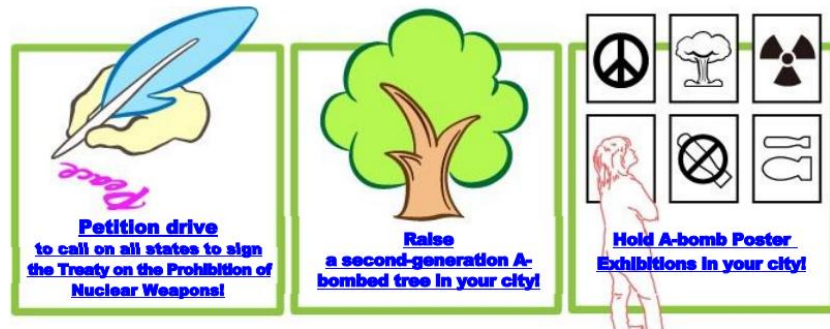 Peace
Petition drive
to call on all states to sign
the Treaty on the Prohibition of
Nuclear Weapons!
Raise
a second-generation A-
bombed tree in your city!
Hold A-bomb Poster
Exhibitions in your city!